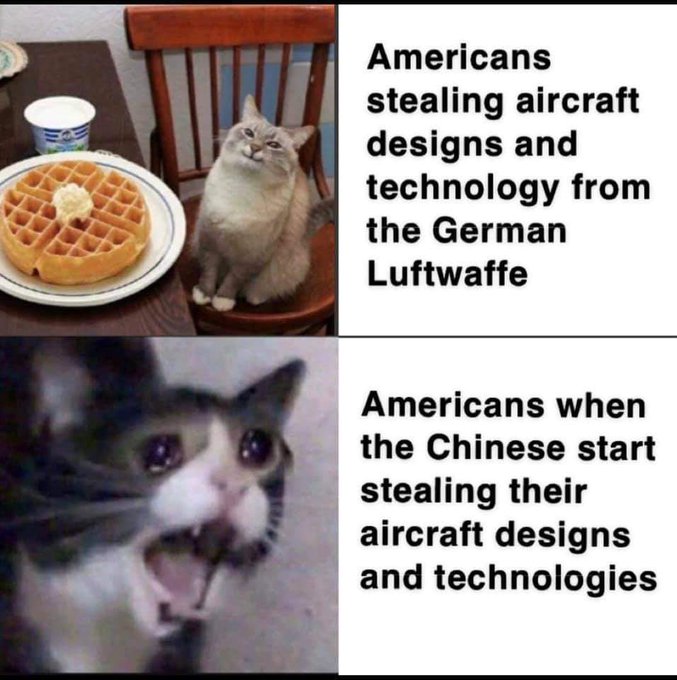 Americans
stealing aircraft
designs and
technology from
the German
Luftwaffe
Americans when
the Chinese start
stealing their
aircraft designs
and technologies